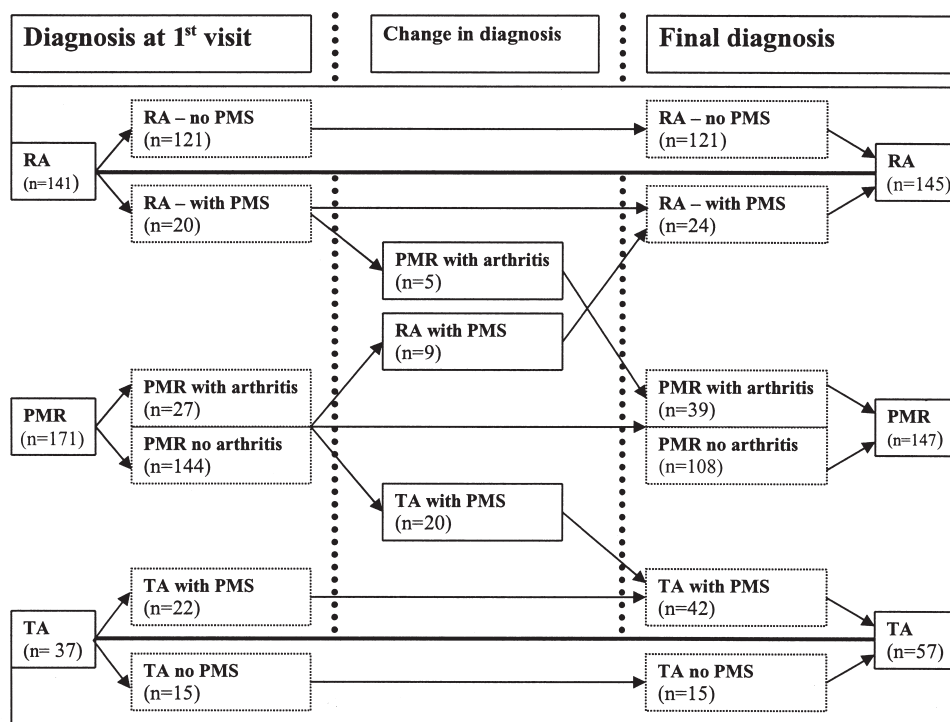 Diagnosis at 1st visit
Change in diagnosis
Final diagnosis
RA
(n=141)
RA – no PMS
(n=121)
RA – with PMS
(n=20)
PMR with arthritis
(n=5)
RA with PMS
(n=9)
RA – no PMS
(n=121)
RA – with PMS
(n=24)
RA
(n=145)
PMR
(n=171)
PMR with arthritis
(n=27)
PMR no arthritis
(n=144)
TA with PMS
(n=20)
PMR with arthritis
(n=39)
PMR no arthritis
(n=108)
PMR
(n=147)
TA
(n= 37)
TA with PMS
(n=22)
TA no PMS
(n=15)
TA with PMS
(n=42)
TA no PMS
(n=15)
TA
(n=57)